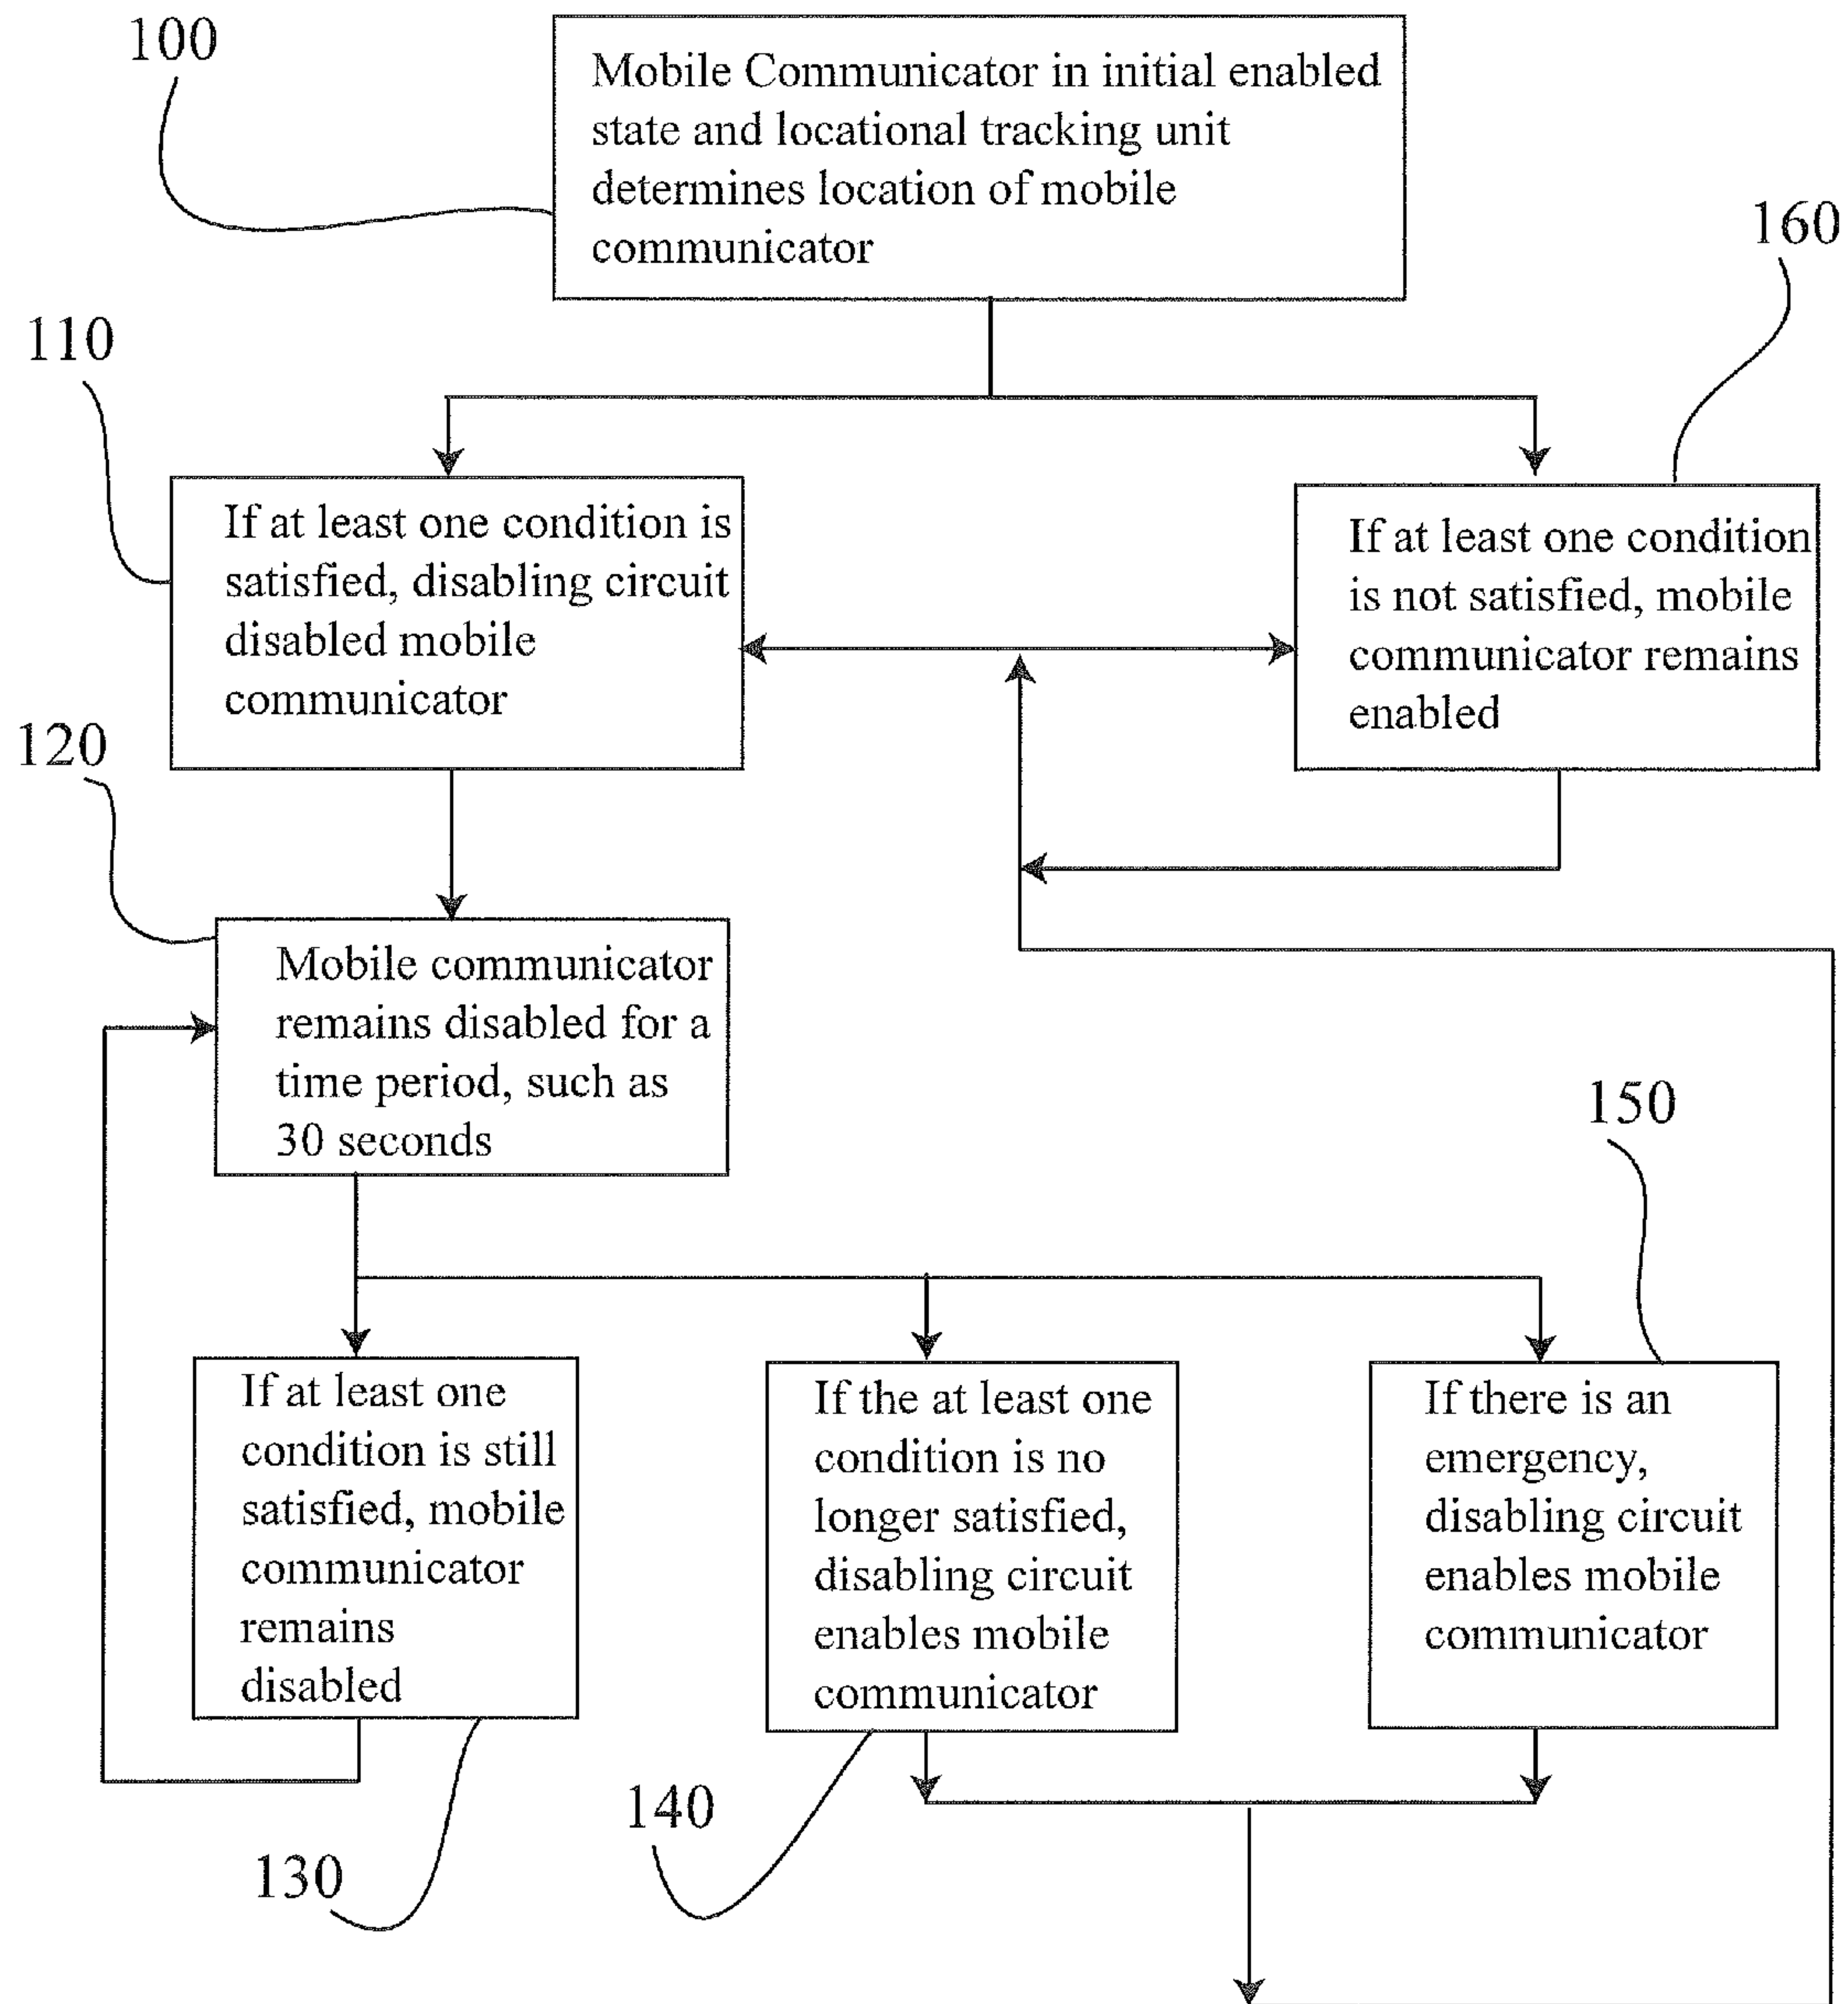 100
Mobile Communicator in initial enabled
state and locational tracking unit
determines location of mobile
communicator
160
110
If at least one condition is
satisfied, disabling circuit
disabled mobile
communicator
If at least one condition
is not satisfied, mobile
communicator remains
enabled
120
Mobile communicator
remains disabled for a
time period, such as
30 seconds
150
If at least one
condition is still
satisfied, mobile
communicator
remains
disabled
If the at least one
condition is no
longer satisfied,
disabling circuit
enables mobile
communicator
If there is an
emergency,
disabling circuit
enables mobile
communicator
130
140